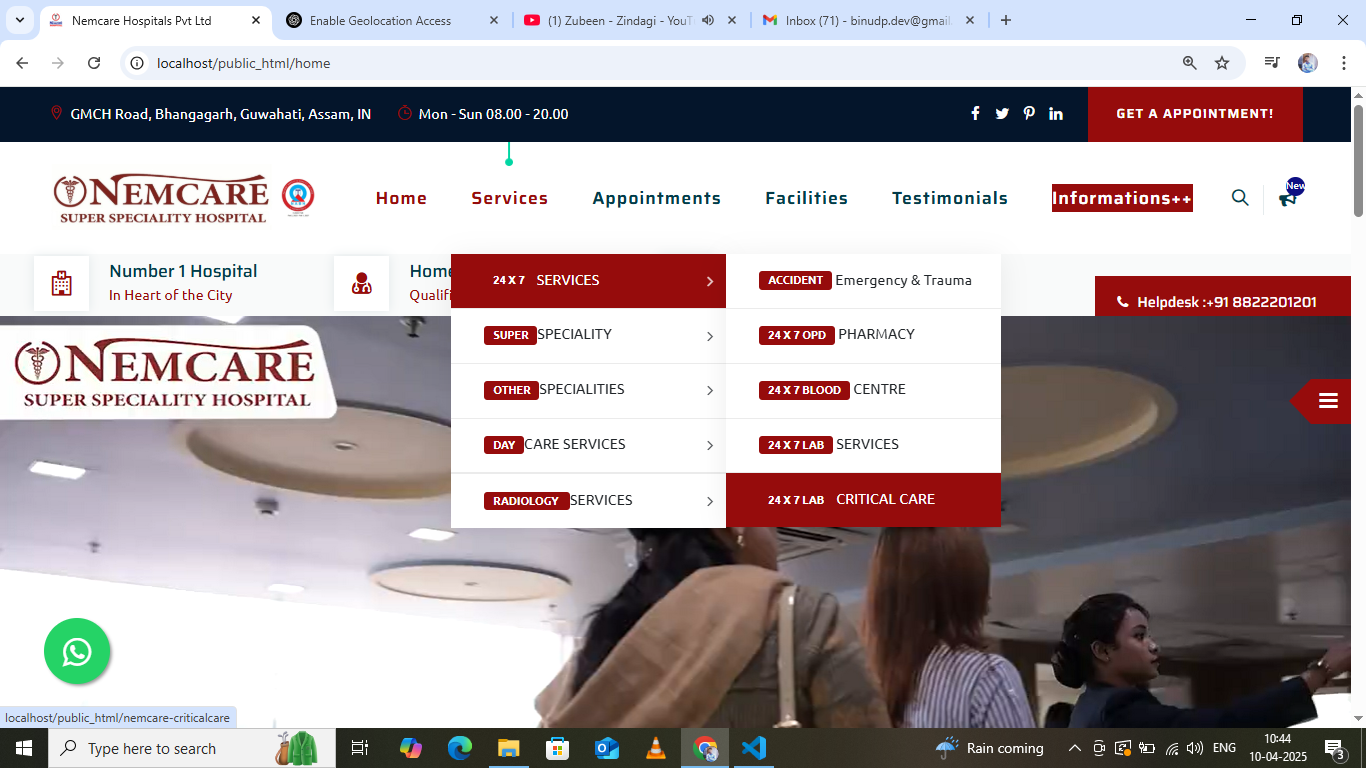 Nemcare Hospitals Pvt Ltd
Enable Geolocation Access
(1) Zubeen - Zindagi - YouT
Inbox (71) - binudp.dev@gmail
localhost/public_html/home
GMCH Road, Bhangagarh, Guwahati, Assam, IN
Mon - Sun 08.00 - 20.00
GET A APPOINTMENT!
NEMCARE
SUPER SPECIALITY HOSPITAL
Home
Services
Appointments
Facilities
Testimonials
Informations++
New
Number 1 Hospital
In Heart of the City
Home
Qualifi
24 X 7 SERVICES
SUPER SPECIALITY
OTHER SPECIALITIES
DAY CARE SERVICES
RADIOLOGY SERVICES
ACCIDENT Emergency & Trauma
24 X 7 OPD PHARMACY
24 X 7 BLOOD CENTRE
24 X 7 LAB SERVICES
24 X 7 LAB CRITICAL CARE
Helpdesk :+91 8822201201
NEMCARE
SUPER SPECIALITY HOSPITAL
localhost/public_html/nemcare-criticalcare
Type here to search
Rain coming
ENG
10:44
10-04-2025
3